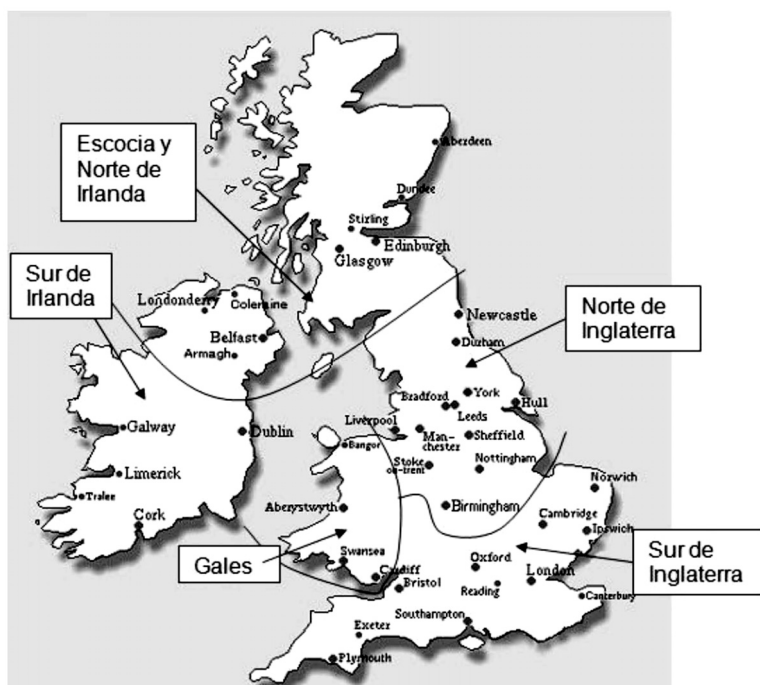 Aberdeen
Escocia y
Norte de
Irlanda
Dundee
Stirling
Edinburgh
Glasgow
Sur de
Irlanda
Londonderry
Coleraine
Norte de
Inglaterra
Newcastle
Belfast
Durham
Armagh
York
Bradford
Leeds
Hull
Liverpool
Galway
Dublin
Man-
chester
Sheffield
Bangor
Nottingham
Stoke
on-trent
Limerick
Norwich
Tralee
Aberystwyth
Birmingham
Cambridge
Cork
Ipswich
Gales
Swansea
Oxford
Sur de
Inglaterra
Cardiff
Bristol
Reading
London
Canterbury
Southampton
Exeter
Plymouth